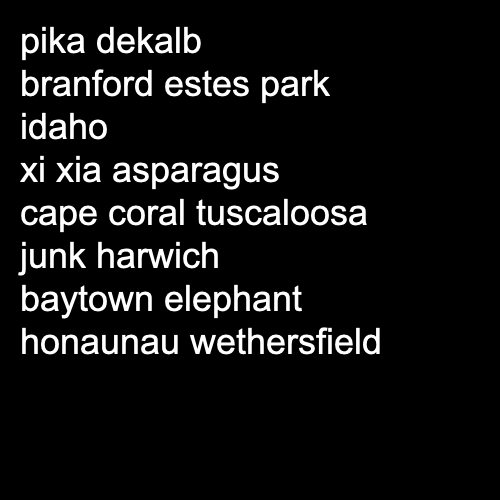 pika dekalb
branford estes park
idaho
xi xia asparagus
cape coral tuscaloosa
junk harwich
baytown elephant
honaunau wethersfield